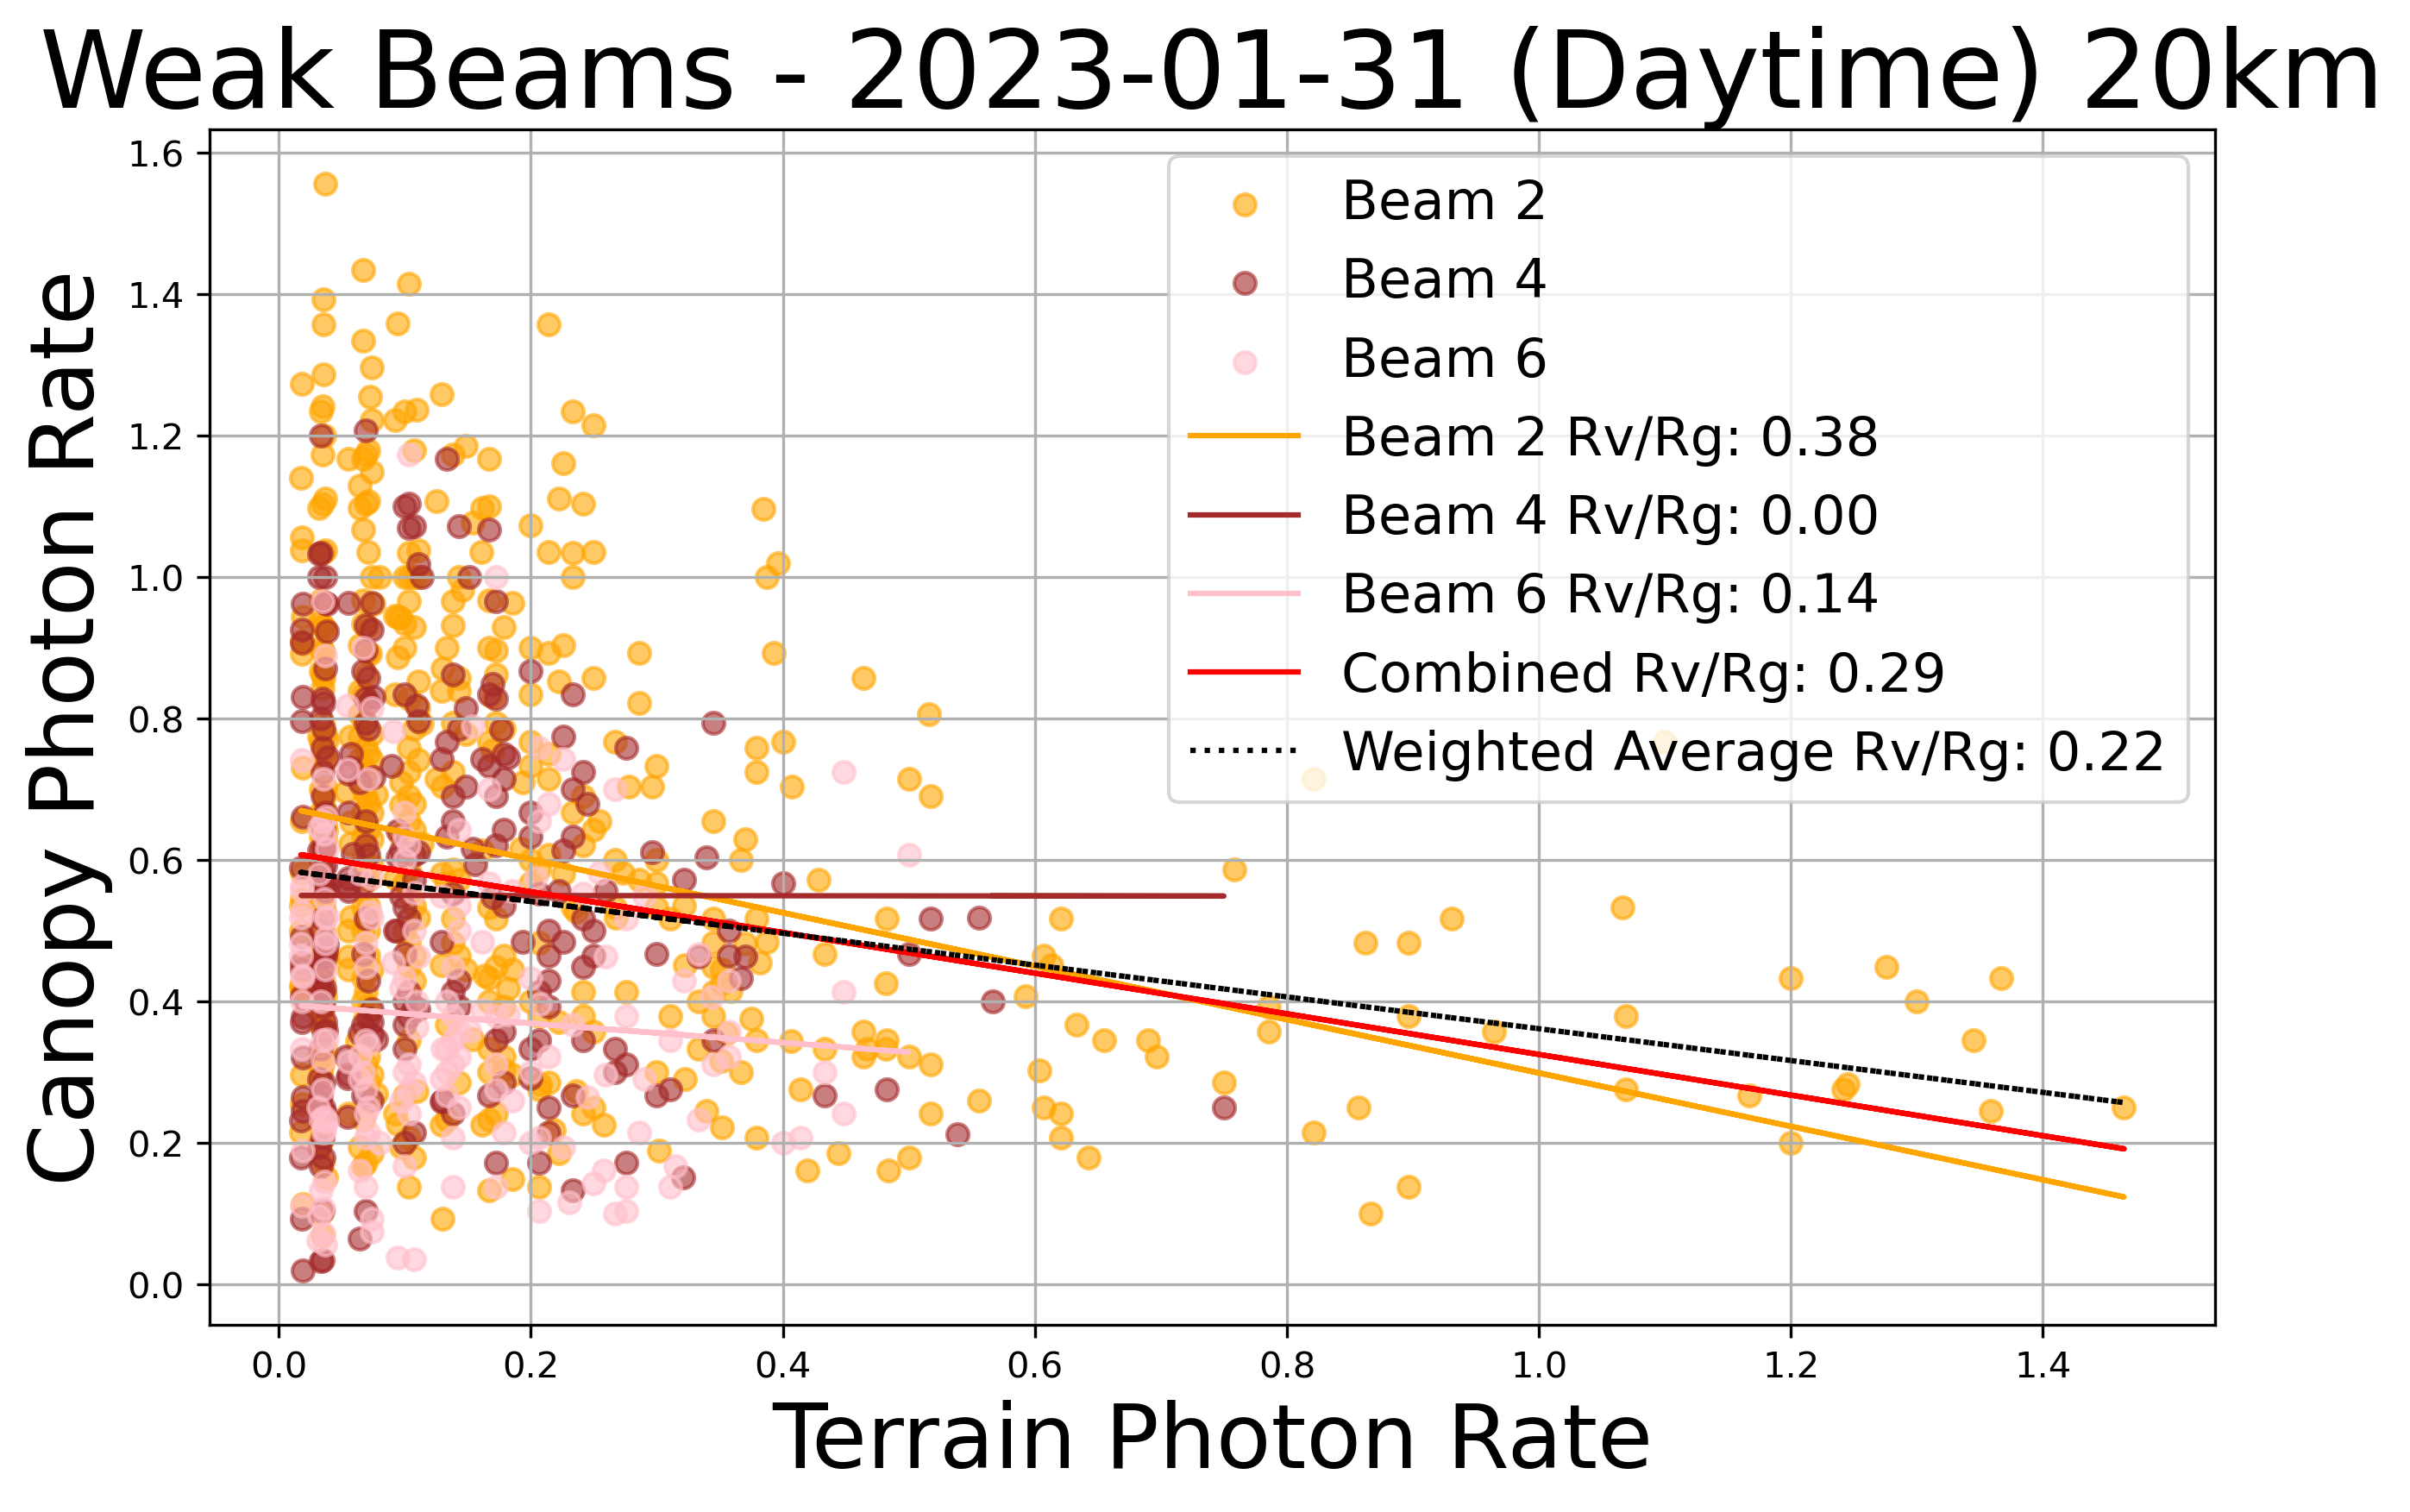 Weak Beams - 2023-01-31 (Daytime) 20km
Canopy Photon Rate
1.6
1.4
1.2
1.0
0.8
0.6
0.4
0.2
0.0
Beam 2
Beam 4
Beam 6
Beam 2 Rv/Rg: 0.38
Beam 4 Rv/Rg: 0.00
Beam 6 Rv/Rg: 0.14
Combined Rv/Rg: 0.29
Weighted Average Rv/Rg: 0.22
0.0 0.2 0.4 0.6 0.8 1.0 1.2 1.4
Terrain Photon Rate